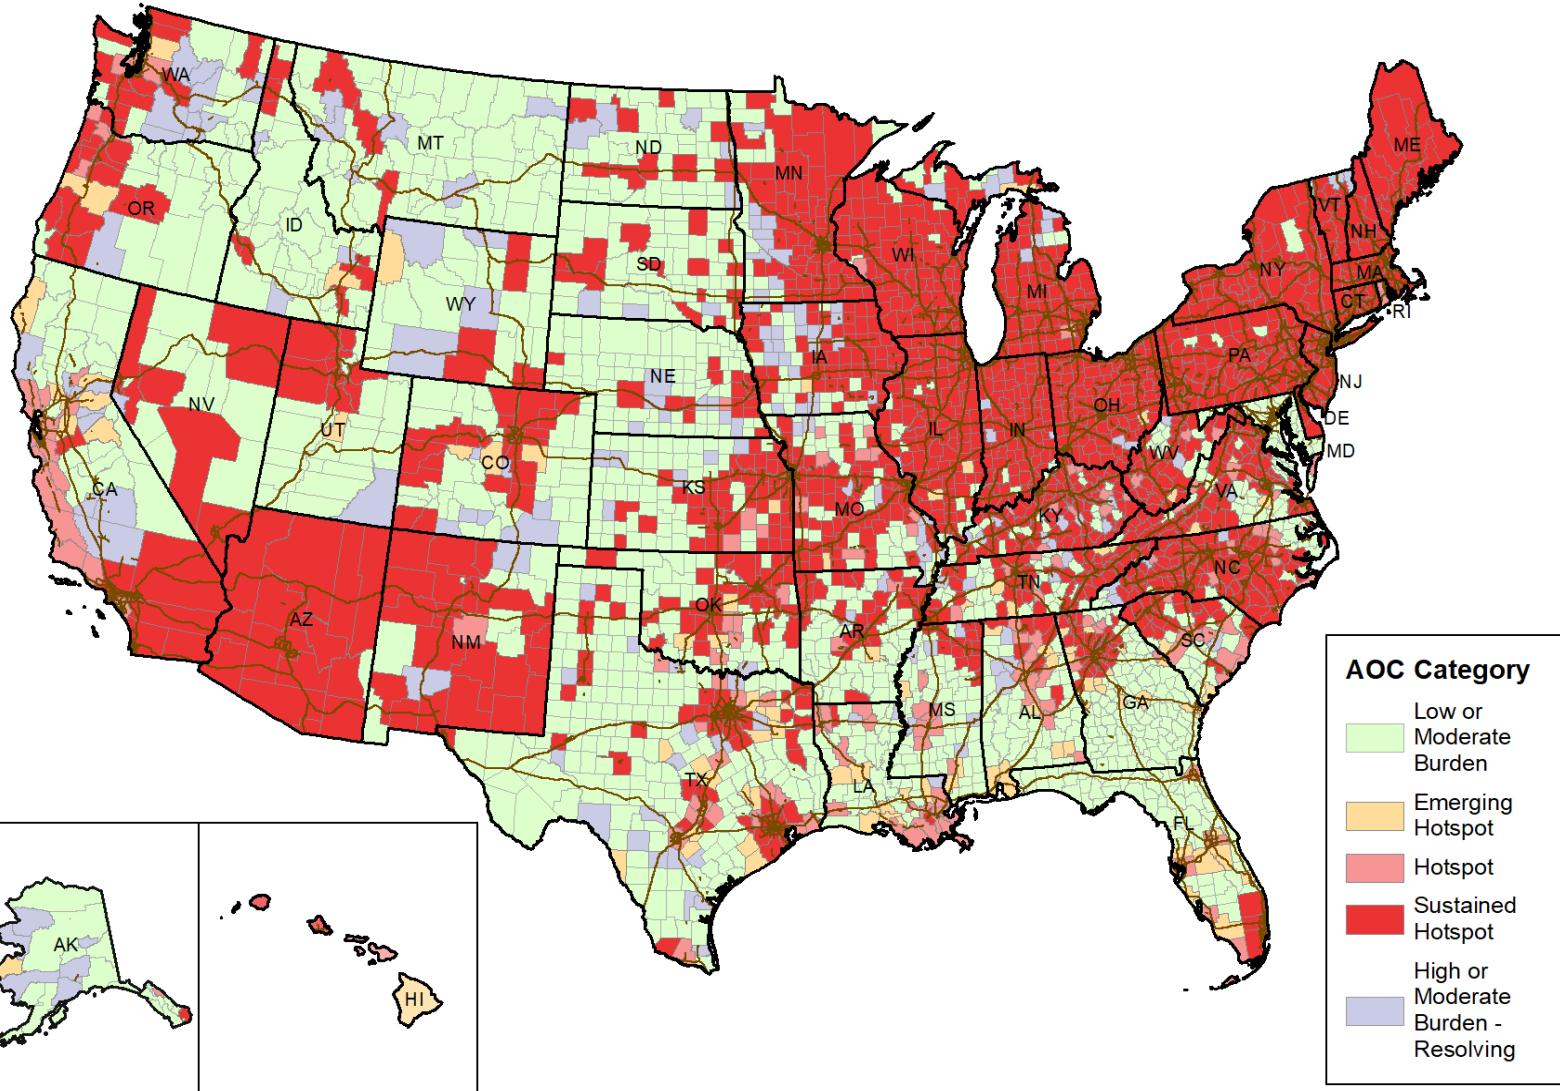 WA
MT
ND
MN
ME
OR
ID
SD
WI
VT
NH
NY
MA
MI
CT
RI
WY
IA
PA
NE
NJ
NV
UT
CO
IL
IN
OH
DE
MD
WV
CA
KS
MO
KY
VA
AZ
NM
OK
AR
TN
NC
SC
TX
LA
MS
AL
GA
FL
AK
HI
AOC Category
Low or
Moderate
Burden
Emerging
Hotspot
Hotspot
Sustained
Hotspot
High or
Moderate
Burden -
Resolving